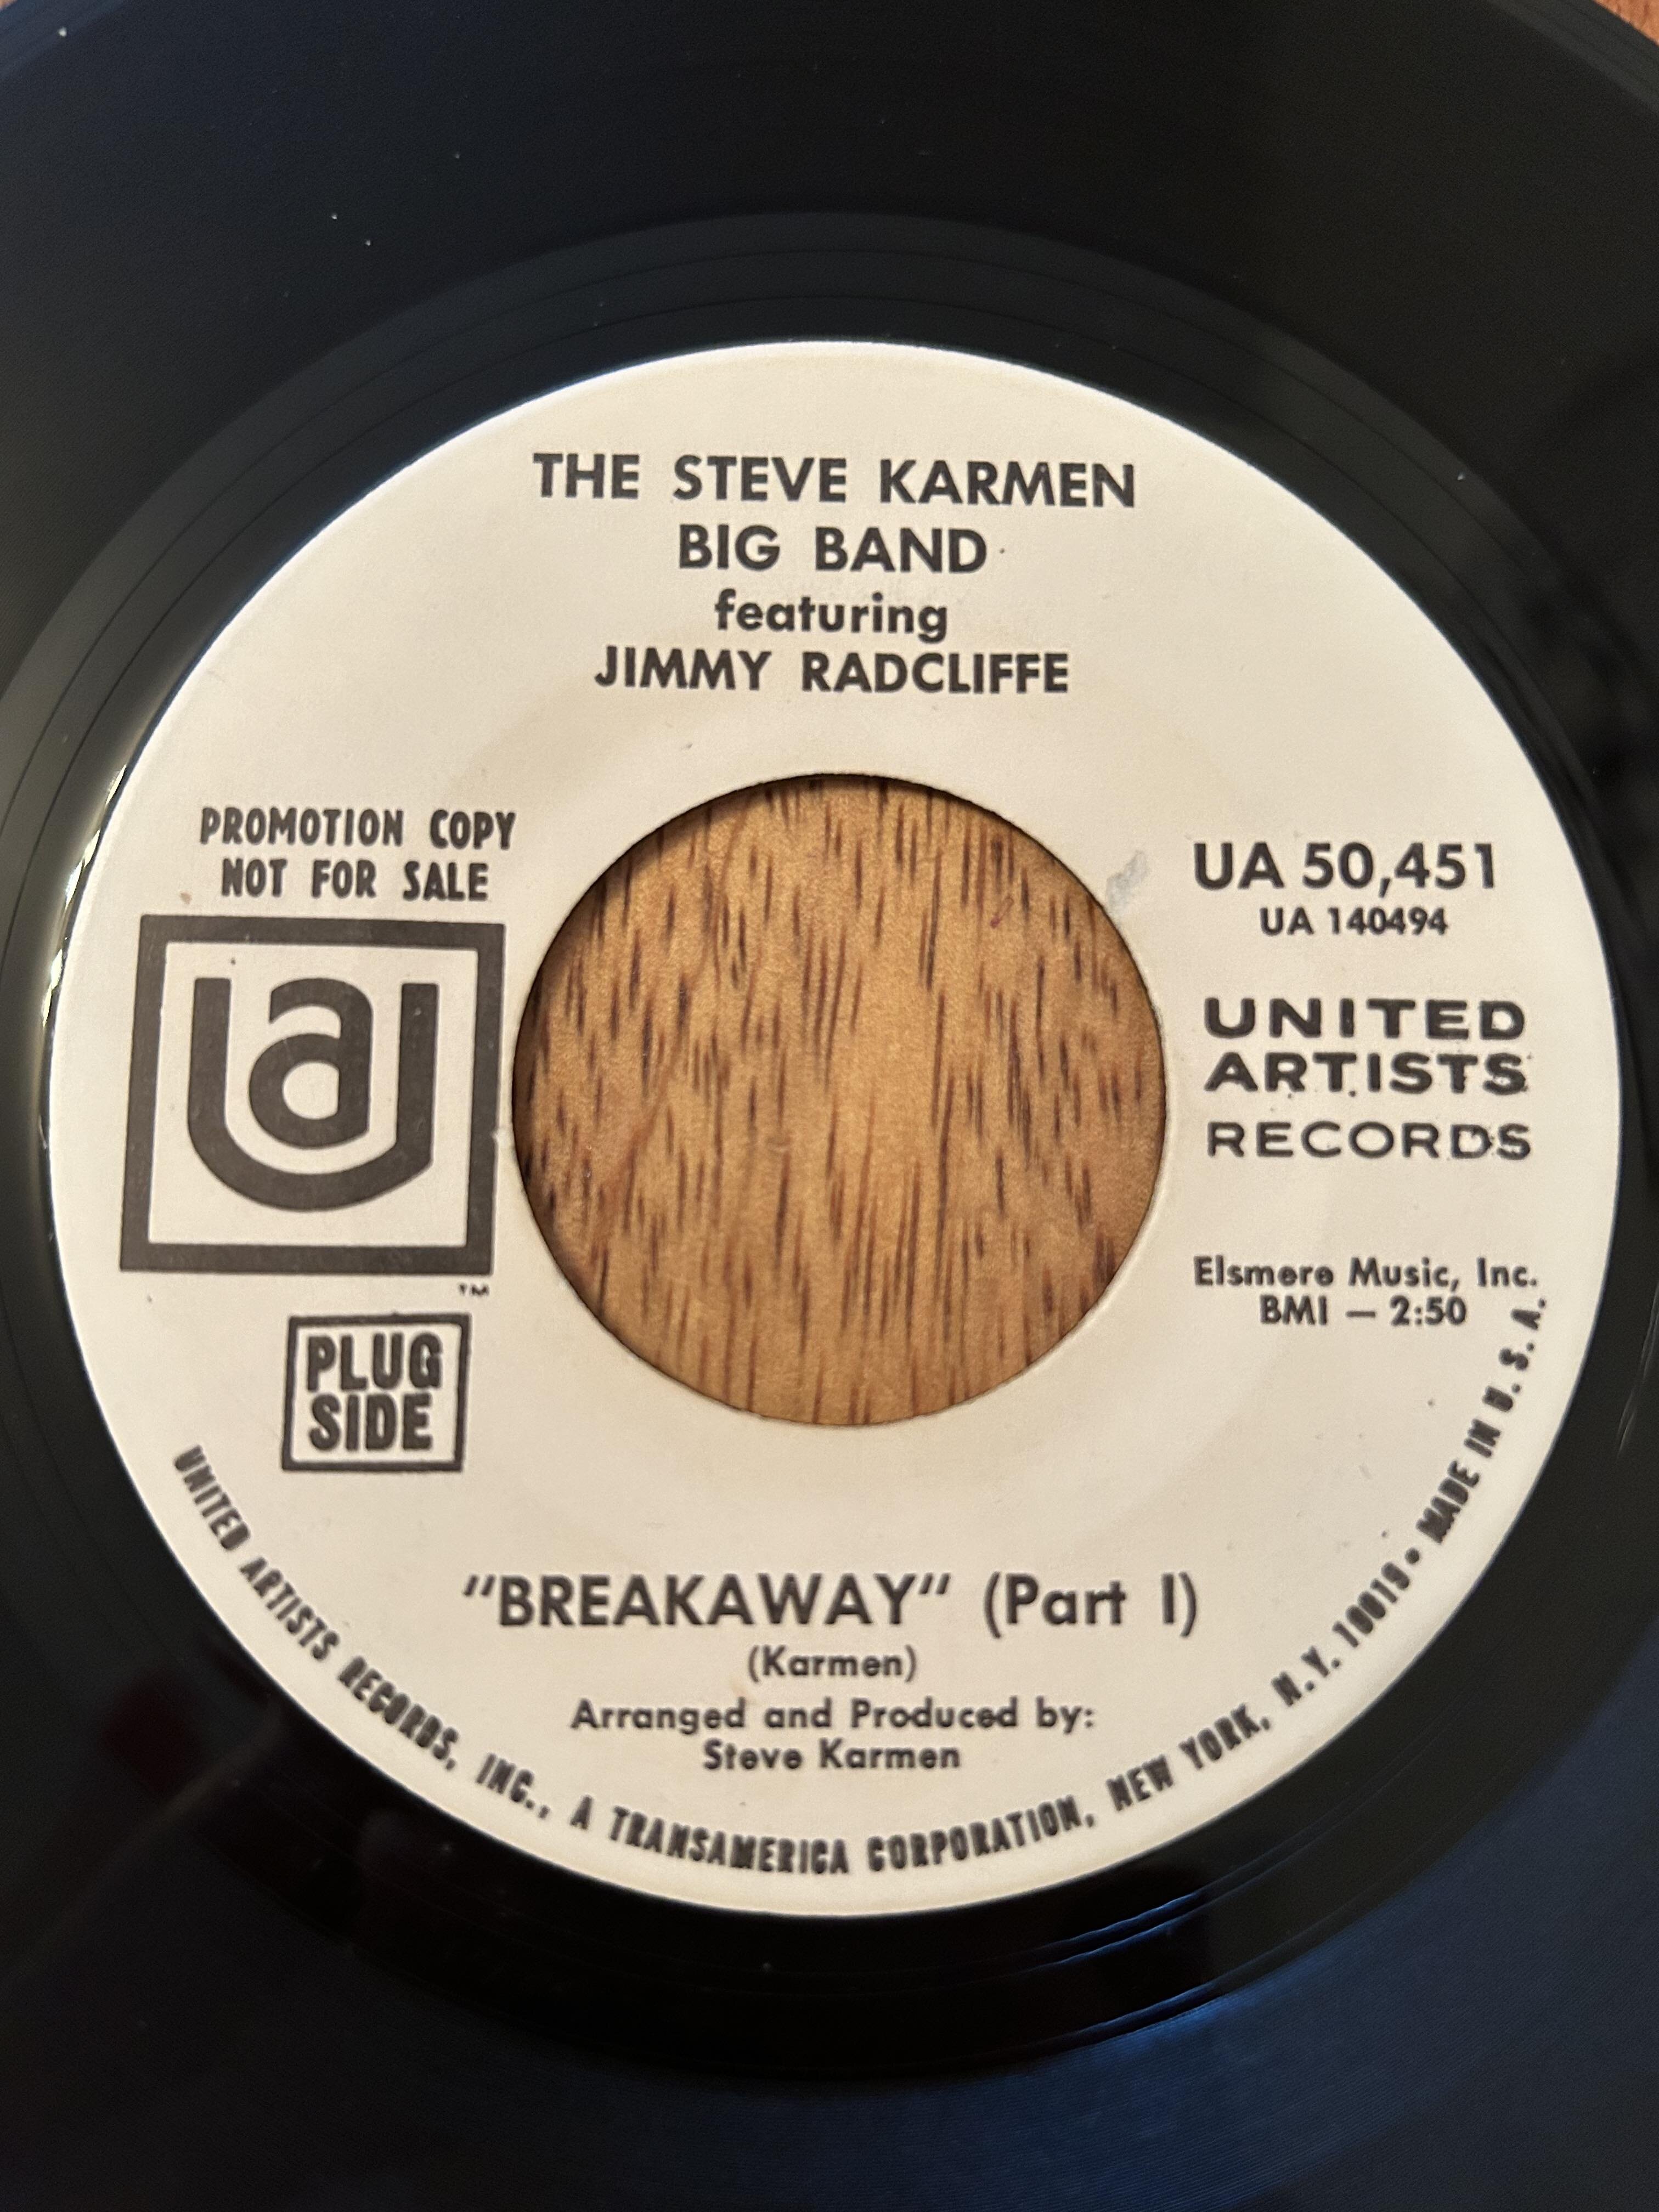 THE STEVE KARMEN
BIG BAND
featuring
JIMMY RADCLIFFE
PROMOTION COPY
NOT FOR SALE
ua
TM
PLUG
SIDE
UA 50,451
UA 140494
UNITED
ARTISTS
RECORDS
Elsmere Music, Inc.
BMI — 2:50
"BREAKAWAY" (Part I)
(Karmen)
Arranged and Produced by:
Steve Karmen
UNITED ARTISTS RECORDS, INC., A TRANSAMERICA CORPORATION, NEW YORK, N.Y. 10019 • MADE IN U.S.A.